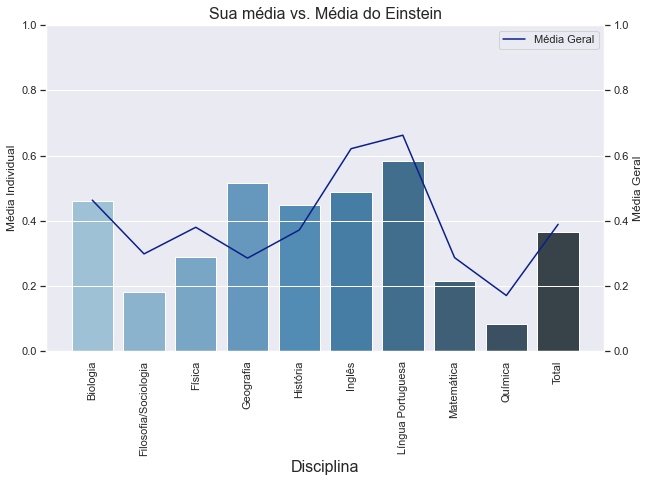 Sua média vs. Média do Einstein
Média Geral
1.0
0.8
0.6
0.4
0.2
0.0
Média Individual
1.0
0.8
0.6
0.4
0.2
0.0
Média Geral
Biologia
Filosofia/Sociologia
Física
Geografia
História
Inglês
Língua Portuguesa
Matemática
Química
Total
Disciplina